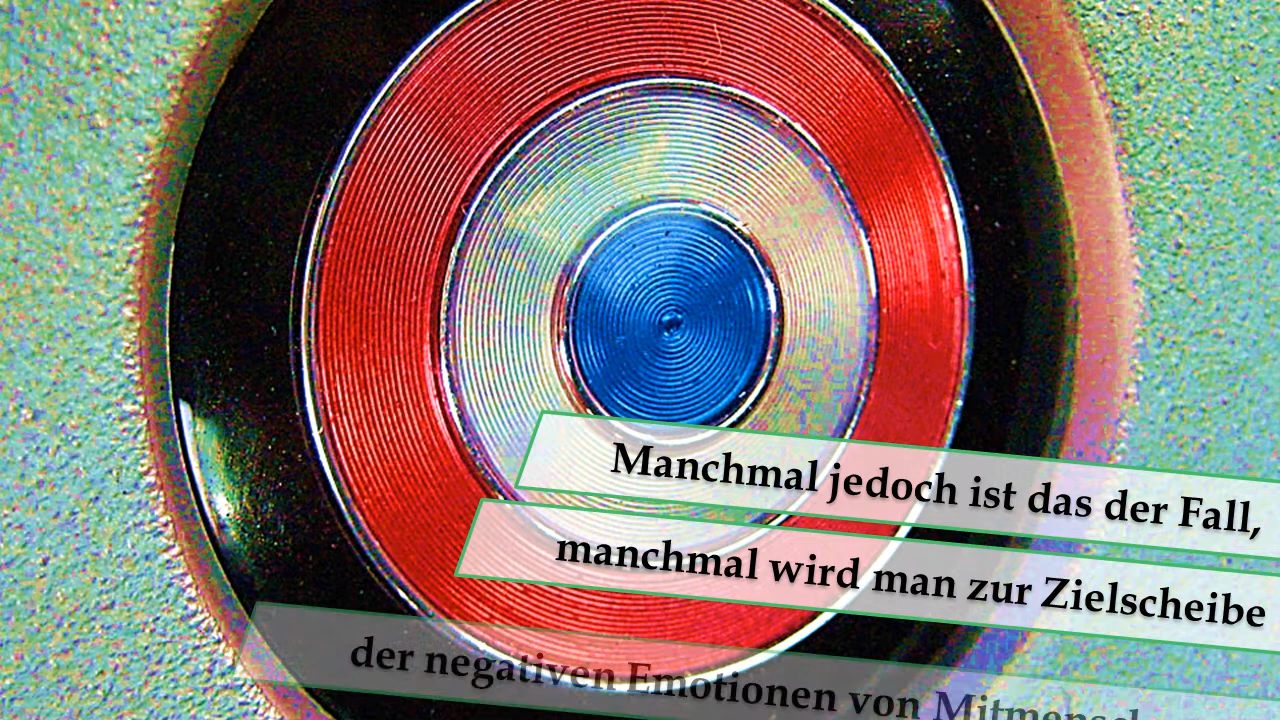 Manchmal jedoch ist das der Fall,
manchmal wird man zur Zielscheibe
der negativen Emotionen von